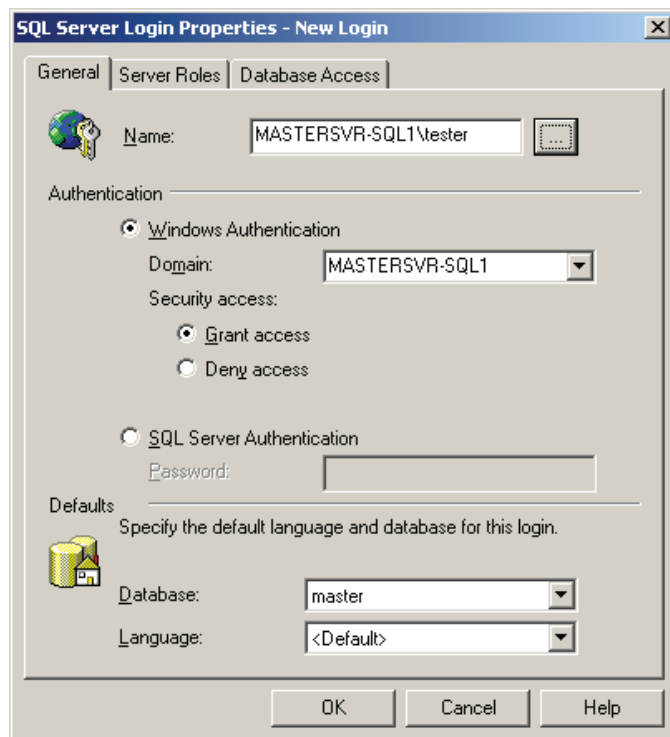 SQL Server Login Properties - New Login
General Server Roles Database Access
Name: MASTERSVR-SQL1\tester ...
Authentication
Windows Authentication
Domain: MASTERSVR-SQL1
Security access:
Grant access
Deny access
SQL Server Authentication
Password:
Defaults
Specify the default language and database for this login.
Database: master
Language: <Default>
OK Cancel Help